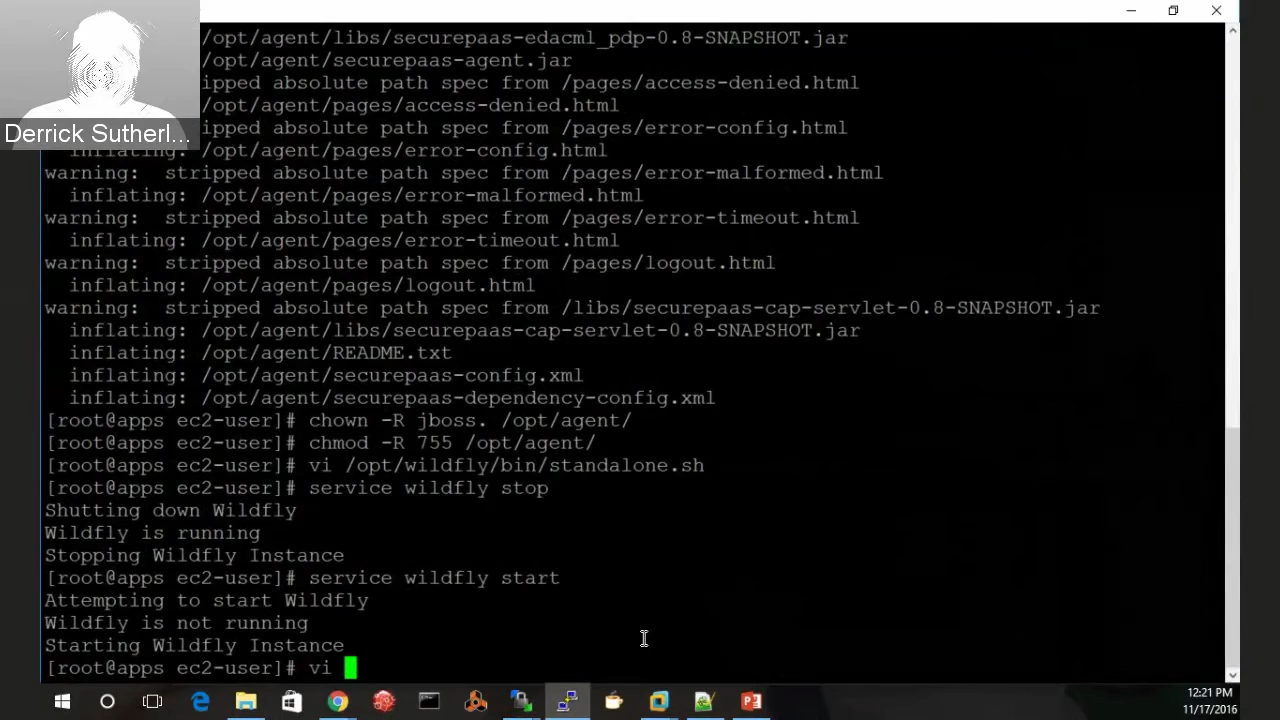 /opt/agent/libs/securepaas-edacml_pdp-0.8-SNAPSHOT.jar
/opt/agent/securepaas-agent.jar
ipped absolute path spec from /pages/access-denied.html
/opt/agent/pages/access-denied.html
Derrick Sutherl...
ipped absolute path spec from /pages/error-config.html
inflating: /opt/agent/pages/error-config.html
warning:  stripped absolute path spec from /pages/error-malformed.html
inflating: /opt/agent/pages/error-malformed.html
warning:  stripped absolute path spec from /pages/error-timeout.html
inflating: /opt/agent/pages/error-timeout.html
warning:  stripped absolute path spec from /pages/logout.html
inflating: /opt/agent/pages/logout.html
warning:  stripped absolute path spec from /libs/securepaas-cap-servlet-0.8-SNAPSHOT.jar
inflating: /opt/agent/libs/securepaas-cap-servlet-0.8-SNAPSHOT.jar
inflating: /opt/agent/README.txt
inflating: /opt/agent/securepaas-config.xml
inflating: /opt/agent/securepaas-dependency-config.xml
[root@apps ec2-user]# chown -R jboss. /opt/agent/
[root@apps ec2-user]# chmod -R 755 /opt/agent/
[root@apps ec2-user]# vi /opt/wildfly/bin/standalone.sh
[root@apps ec2-user]# service wildfly stop
Shutting down Wildfly
Wildfly is running
Stopping Wildfly Instance
[root@apps ec2-user]# service wildfly start
Attempting to start Wildfly
Wildfly is not running
Starting Wildfly Instance
[root@apps ec2-user]# vi
12:21 PM
11/17/2016